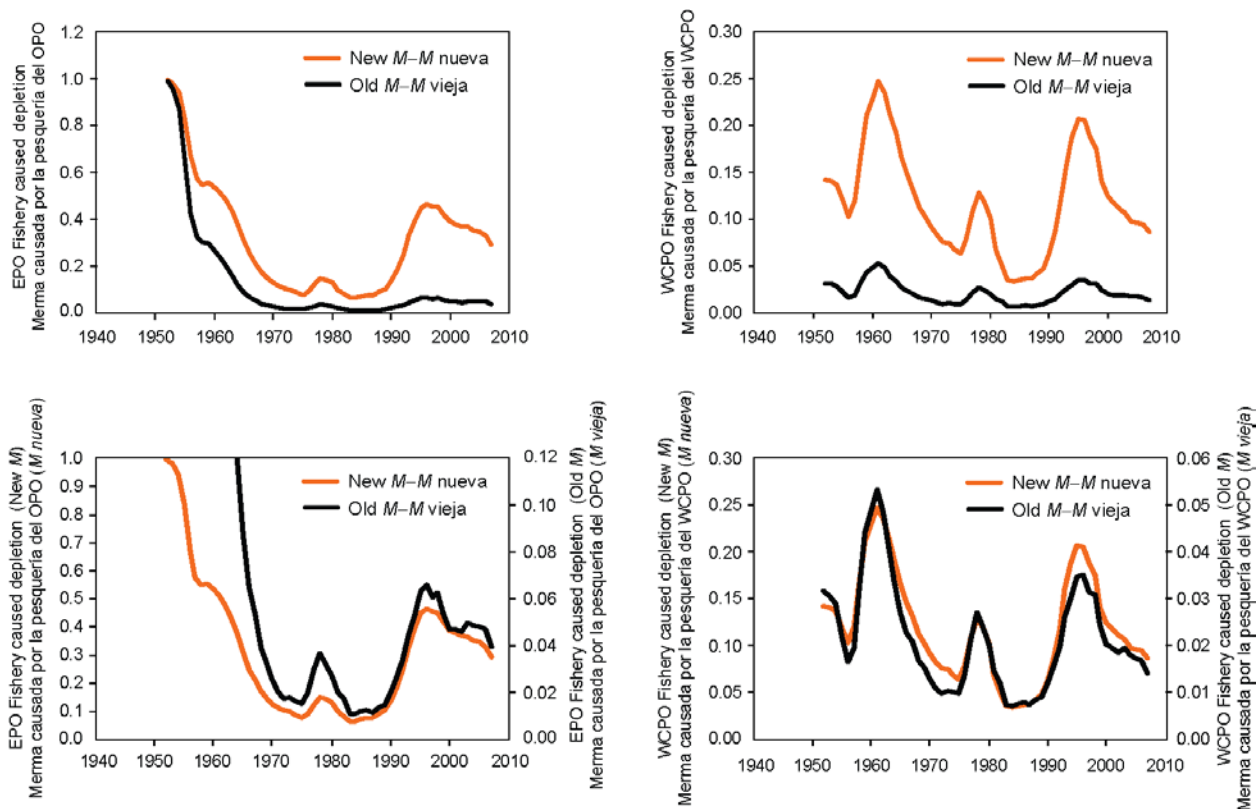 EPO Fishery caused depletion
Merma causada por la pesquería del OPO
1.2
1.0
0.8
0.6
0.4
0.2
0.0
New M–M nueva
Old M–M vieja
1940 1950 1960 1970 1980 1990 2000 2010
WCPO Fishery caused depletion
Merma causada por la pesquería del WCPO
0.30
0.25
0.20
0.15
0.10
0.05
0.00
New M–M nueva
Old M–M vieja
1940 1950 1960 1970 1980 1990 2000 2010
EPO Fishery caused depletion (New M)
Merma causada por la pesquería del OPO (M nueva)
1.0
0.9
0.8
0.7
0.6
0.5
0.4
0.3
0.2
0.1
0.0
New M–M nueva
Old M–M vieja
0.12
0.10
0.08
0.06
0.04
0.02
0.00
EPO Fishery caused depletion (Old M)
Merma causada por la pesquería del OPO (M vieja)
1940 1950 1960 1970 1980 1990 2000 2010
WCPO Fishery caused depletion (New M)
Merma causada por la pesquería del WCPO (M nueva)
0.30
0.25
0.20
0.15
0.10
0.05
0.00
New M–M nueva
Old M–M vieja
0.06
0.05
0.04
0.03
0.02
0.01
0.00
WCPO Fishery caused depletion (Old M)
Merma causada por la pesquería del WCPO (M vieja)
1940 1950 1960 1970 1980 1990 2000 2010